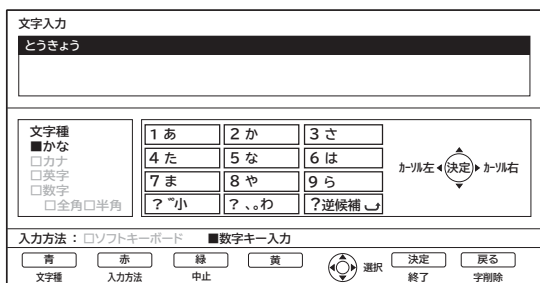 文字入力
とうきょう
文字種
■かな
□カナ
□英字
□数字
□全角□半角
1 あ
2 か
3 さ
4 た
5 な
6 は
7 ま
8 や
9 ら
? ゛小
? 、。わ
?逆候補
ｶｰｿﾙ左
決定
ｶｰｿﾙ右
入力方法 : □ソフトキーボード ■数字キー入力
青 赤 緑 黄 選択 決定 戻る
文字種 入力方法 中止 終了 字削除